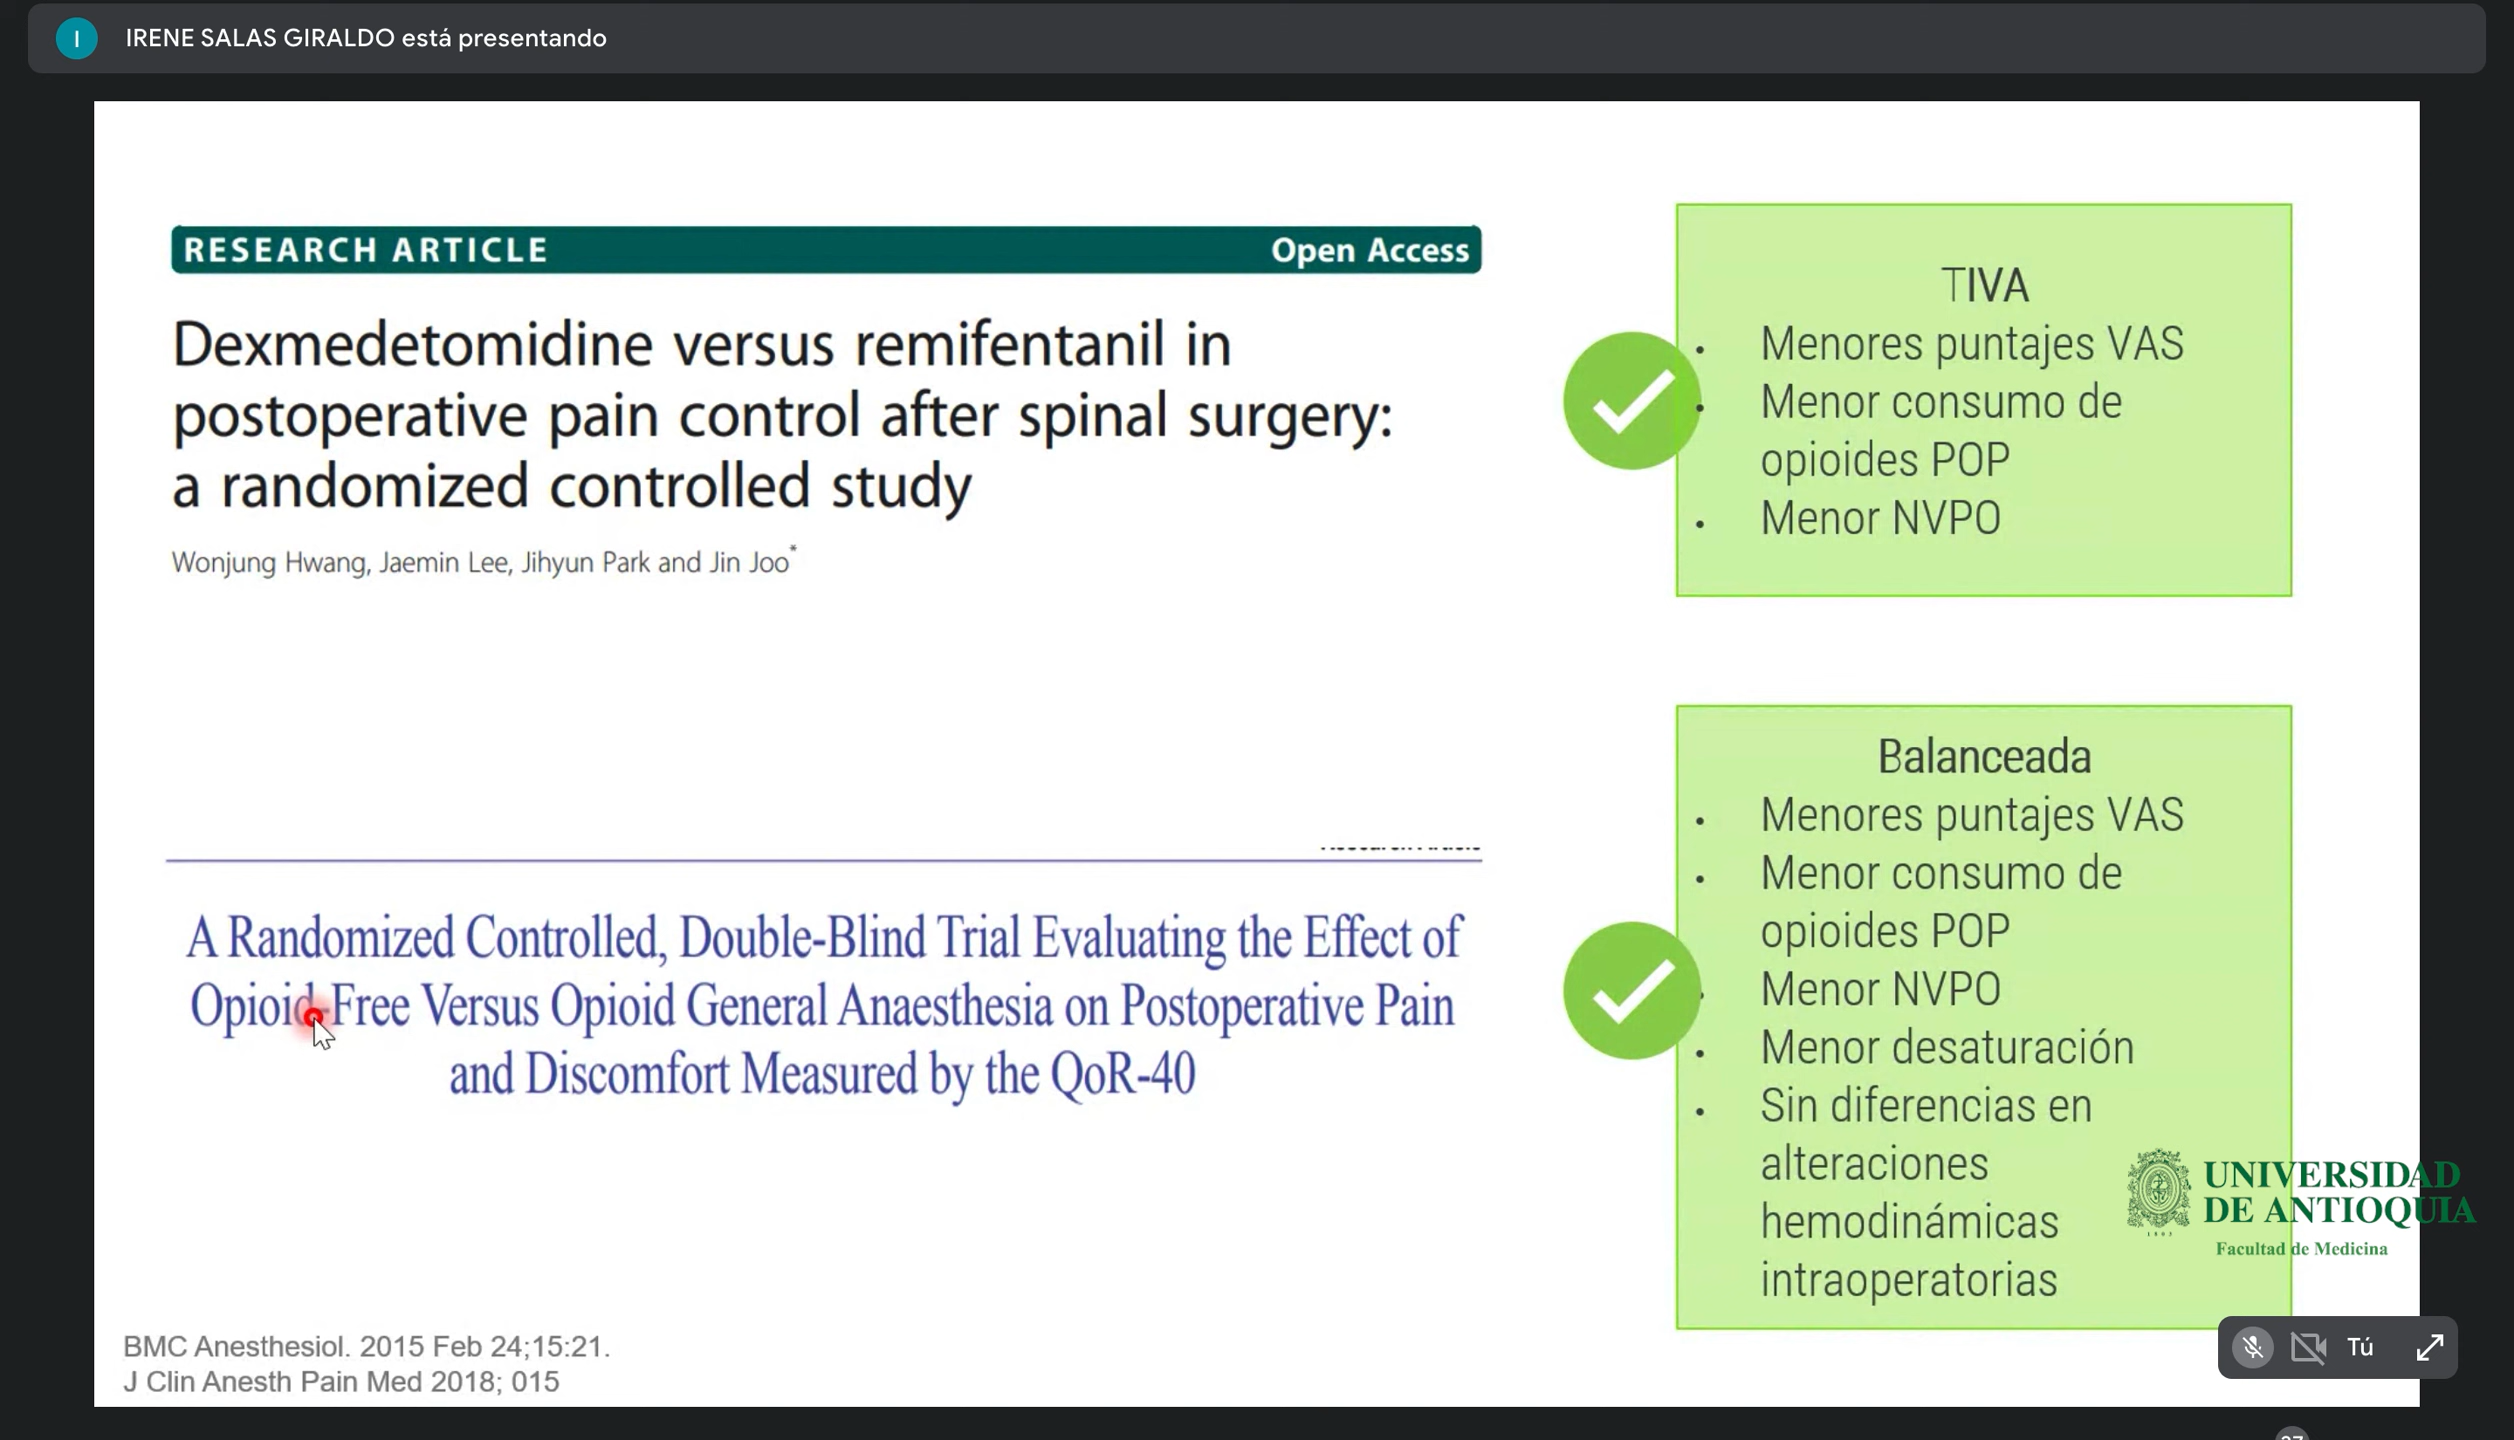 I
IRENE SALAS GIRALDO está presentando
RESEARCH ARTICLE
Open Access
Dexmedetomidine versus remifentanil in
postoperative pain control after spinal surgery:
a randomized controlled study
Wonjung Hwang, Jaemin Lee, Jihyun Park and Jin Joo*
TIVA
• Menores puntajes VAS
• Menor consumo de
opioides POP
• Menor NVPO
A Randomized Controlled, Double-Blind Trial Evaluating the Effect of
Opioid-Free Versus Opioid General Anaesthesia on Postoperative Pain
and Discomfort Measured by the QoR-40
Balanceada
• Menores puntajes VAS
• Menor consumo de
opioides POP
• Menor NVPO
• Menor desaturación
• Sin diferencias en
alteraciones
hemodinámicas
intraoperatorias
UNIVERSIDAD
DE ANTIOQUIA
1803
Facultad de Medicina
BMC Anesthesiol. 2015 Feb 24;15:21.
J Clin Anesth Pain Med 2018; 015
Tú